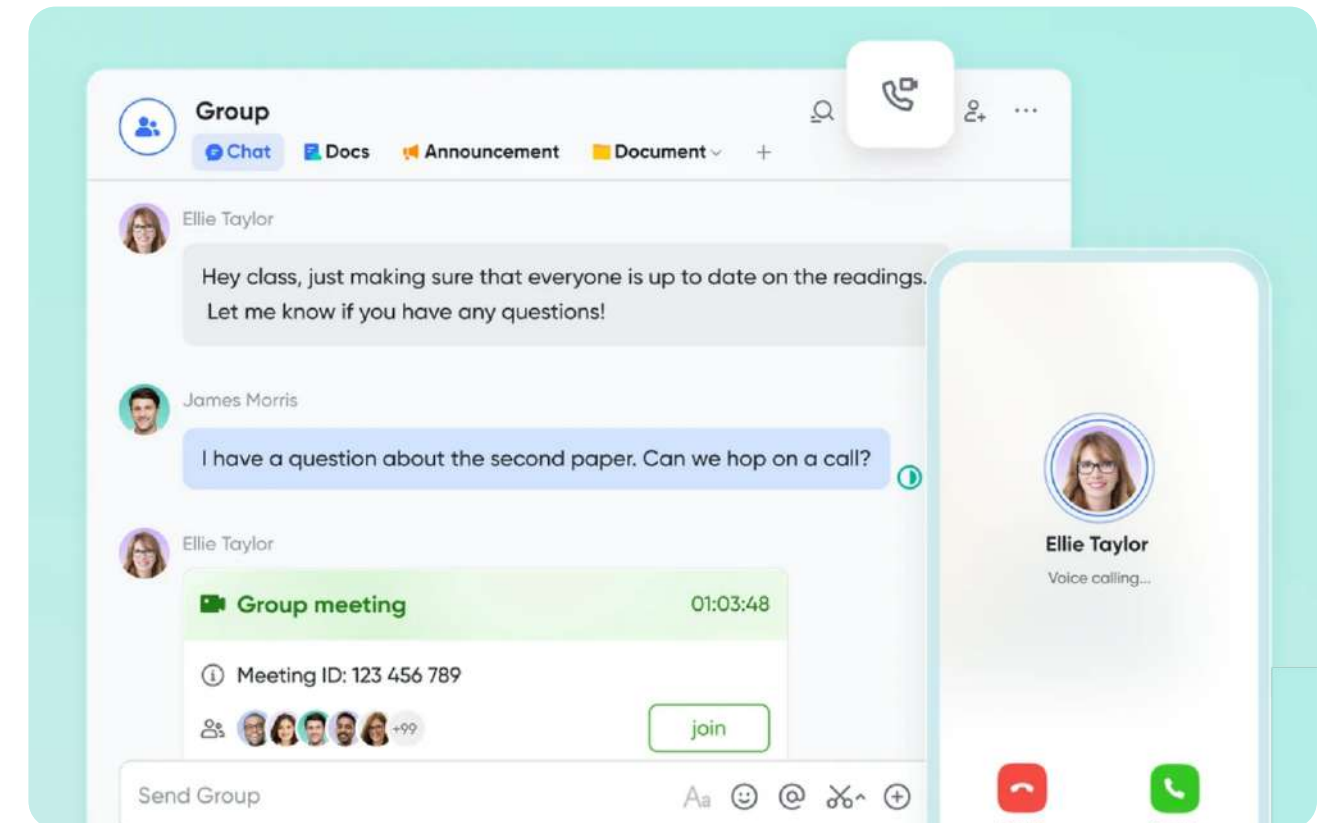 Group
Chat Docs Announcement Document +
Ellie Taylor
Hey class, just making sure that everyone is up to date on the readings.
Let me know if you have any questions!
James Morris
I have a question about the second paper. Can we hop on a call?
Ellie Taylor
Group meeting 01:03:48
Meeting ID: 123 456 789
+99 join
Send Group Aa @
Ellie Taylor
Voice calling...